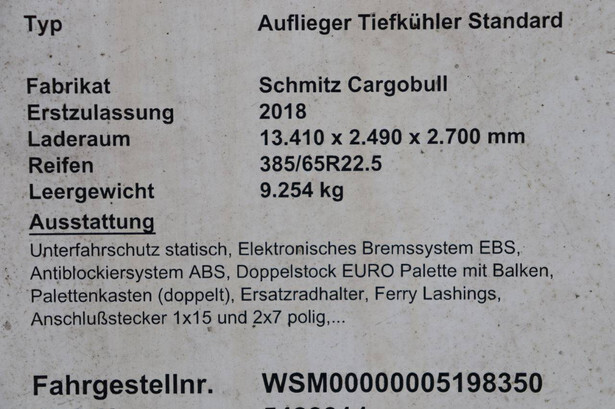 Typ Auflieger Tiefkühler Standard
Fabrikat Schmitz Cargobull
Erstzulassung 2018
Laderaum 13.410 x 2.490 x 2.700 mm
Reifen 385/65R22.5
Leergewicht 9.254 kg
Ausstattung
Unterfahrschutz statisch, Elektronisches Bremssystem EBS,
Antiblockiersystem ABS, Doppelstock EURO Palette mit Balken,
Palettenkasten (doppelt), Ersatzradhalter, Ferry Lashings,
Anschlußstecker 1x15 und 2x7 polig,...
Fahrgestellnr. WSM00000005198350